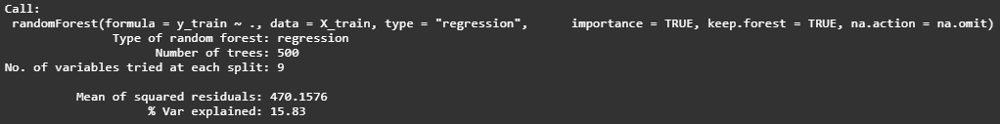 Call:
 randomForest(formula = y_train ~ ., data = X_train, type = "regression",      importance = TRUE, keep.forest = TRUE, na.action = na.omit)
               Type of random forest: regression
                     Number of trees: 500
No. of variables tried at each split: 9

          Mean of squared residuals: 470.1576
                    % Var explained: 15.83